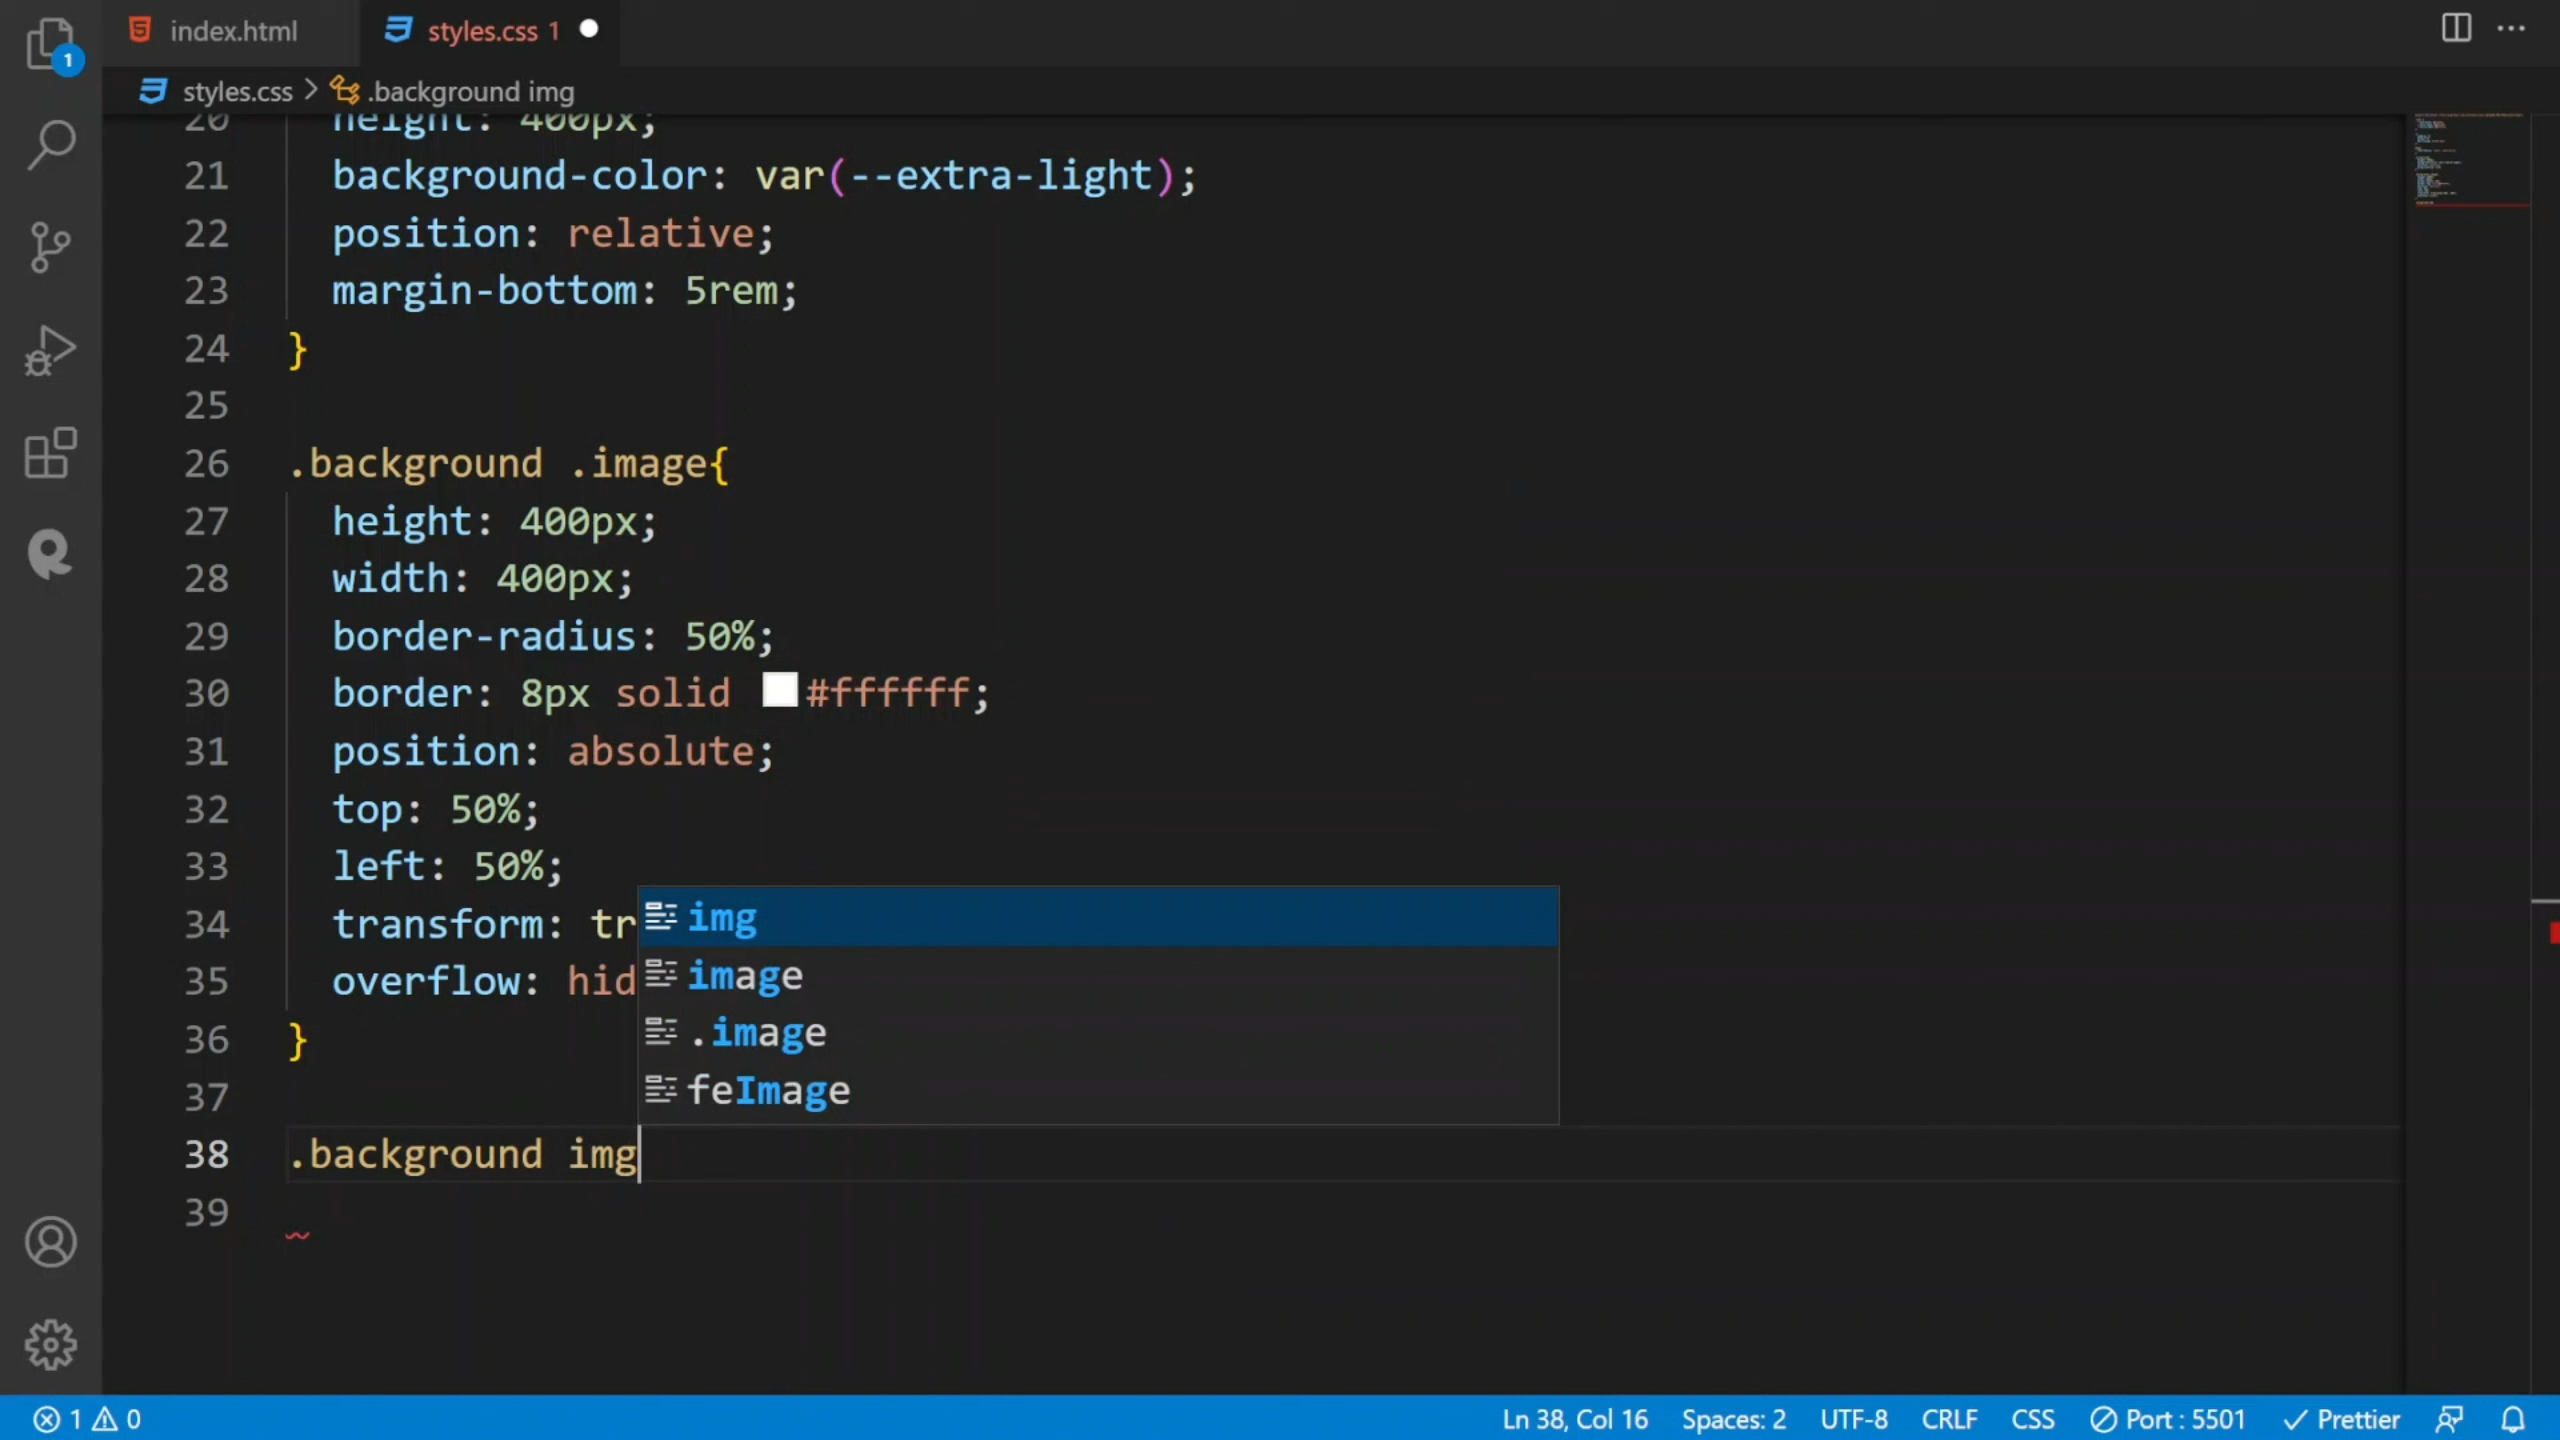 index.html
styles.css 1
styles.css > .background img
1
20 height: 400px;
21 background-color: var(--extra-light);
22 position: relative;
23 margin-bottom: 5rem;
24 }
25
26 .background .image{
27 height: 400px;
28 width: 400px;
29 border-radius: 50%;
30 border: 8px solid #ffffff;
31 position: absolute;
32 top: 50%;
33 left: 50%;
34 transform: tr
35 overflow: hid
36 }
37
38 .background img
39
img
image
.image
feImage
1 0 Ln 38, Col 16 Spaces: 2 UTF-8 CRLF CSS Port : 5501 Prettier